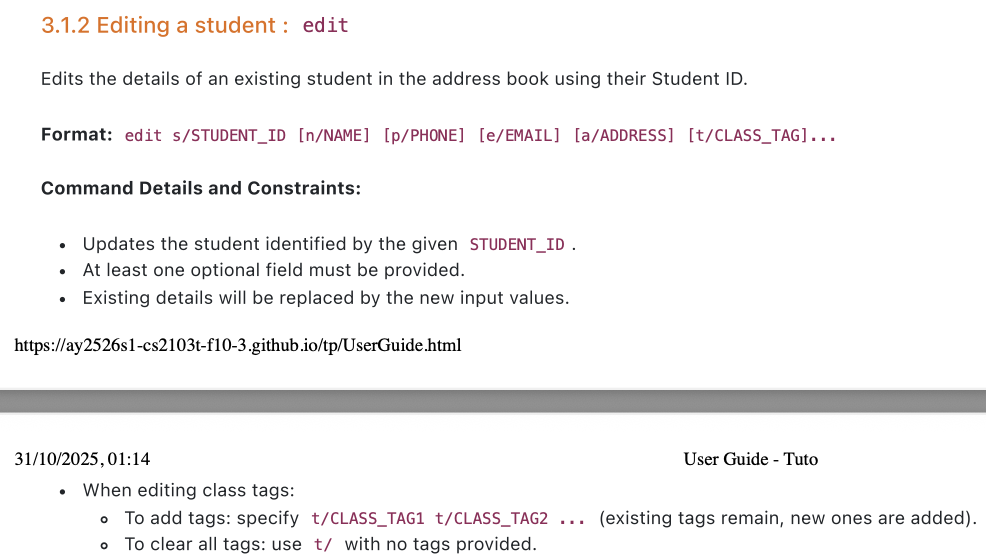 3.1.2 Editing a student : edit
Edits the details of an existing student in the address book using their Student ID.
Format: edit s/STUDENT_ID [n/NAME] [p/PHONE] [e/EMAIL] [a/ADDRESS] [t/CLASS_TAG]...
Command Details and Constraints:
• Updates the student identified by the given STUDENT_ID .
• At least one optional field must be provided.
• Existing details will be replaced by the new input values.
https://ay2526s1-cs2103t-f10-3.github.io/tp/UserGuide.html
31/10/2025, 01:14 User Guide - Tuto
• When editing class tags:
◦ To add tags: specify t/CLASS_TAG1 t/CLASS_TAG2 ... (existing tags remain, new ones are added).
◦ To clear all tags: use t/ with no tags provided.